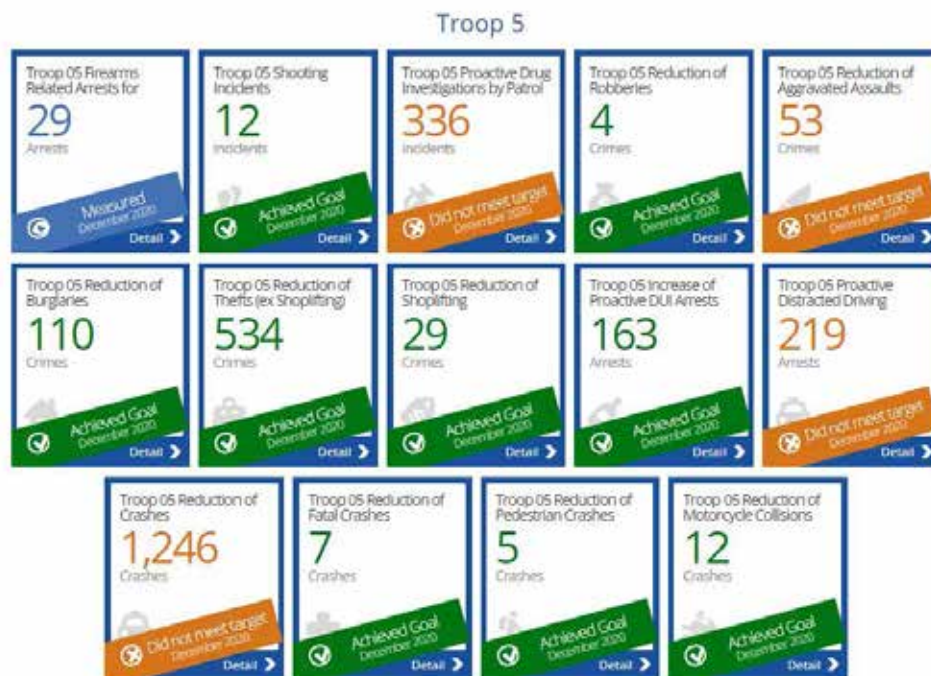 Troop 5
Troop 05 Firearms
Related Arrests for
29
Arrests
Measured
December 2020
Detail
Troop 05 Shooting
Incidents
12
Incidents
Achieved Goal
December 2020
Detail
Troop 05 Proactive Drug
Investigations by Patrol
336
Incidents
Did not meet target
December 2020
Detail
Troop 05 Reduction of
Robberies
4
Crimes
Achieved Goal
December 2020
Detail
Troop 05 Reduction of
Aggravated Assaults
53
Crimes
Did not meet target
December 2020
Detail
Troop 05 Reduction of
Burglaries
110
Crimes
Achieved Goal
December 2020
Detail
Troop 05 Reduction of
Thefts (ex Shoplifting)
534
Crimes
Achieved Goal
December 2020
Detail
Troop 05 Reduction of
Shoplifting
29
Crimes
Achieved Goal
December 2020
Detail
Troop 05 Increase of
Proactive DUI Arrests
163
Arrests
Achieved Goal
December 2020
Detail
Troop 05 Proactive
Distracted Driving
219
Arrests
Did not meet target
December 2020
Detail
Troop 05 Reduction of
Crashes
1,246
Crashes
Did not meet target
December 2020
Detail
Troop 05 Reduction of
Fatal Crashes
7
Crashes
Achieved Goal
December 2020
Detail
Troop 05 Reduction of
Pedestrian Crashes
5
Crashes
Achieved Goal
December 2020
Detail
Troop 05 Reduction of
Motorcycle Collisions
12
Crashes
Achieved Goal
December 2020
Detail